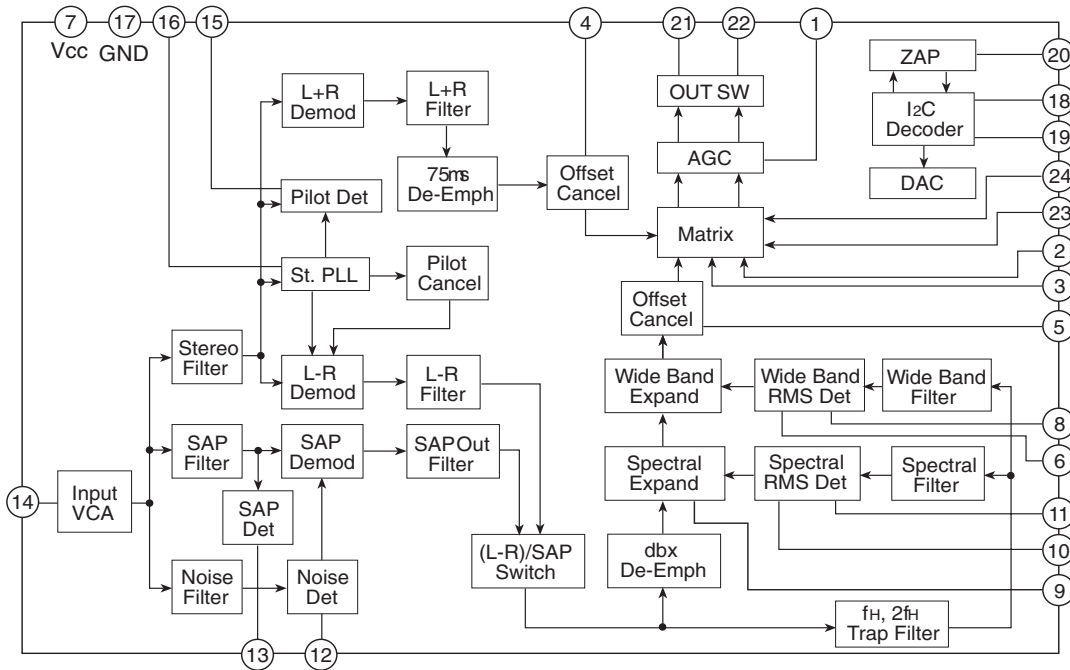 7
17
16
15
4
21
22
1
Vcc
GND
20
18
19
24
23
2
3
5
8
6
11
10
9
14
13
12
ZAP
I2C
Decoder
DAC
OUT SW
AGC
Matrix
L+R
Demod
L+R
Filter
75ms
De-Emph
Offset
Cancel
Pilot Det
St. PLL
Pilot
Cancel
Offset
Cancel
Stereo
Filter
L-R
Demod
L-R
Filter
Wide Band
Expand
Wide Band
RMS Det
Wide Band
Filter
SAP
Filter
SAP
Demod
SAP Out
Filter
Spectral
Expand
Spectral
RMS Det
Spectral
Filter
Input
VCA
SAP
Det
Noise
Filter
Noise
Det
(L-R)/SAP
Switch
dbx
De-Emph
fH, 2fH
Trap Filter